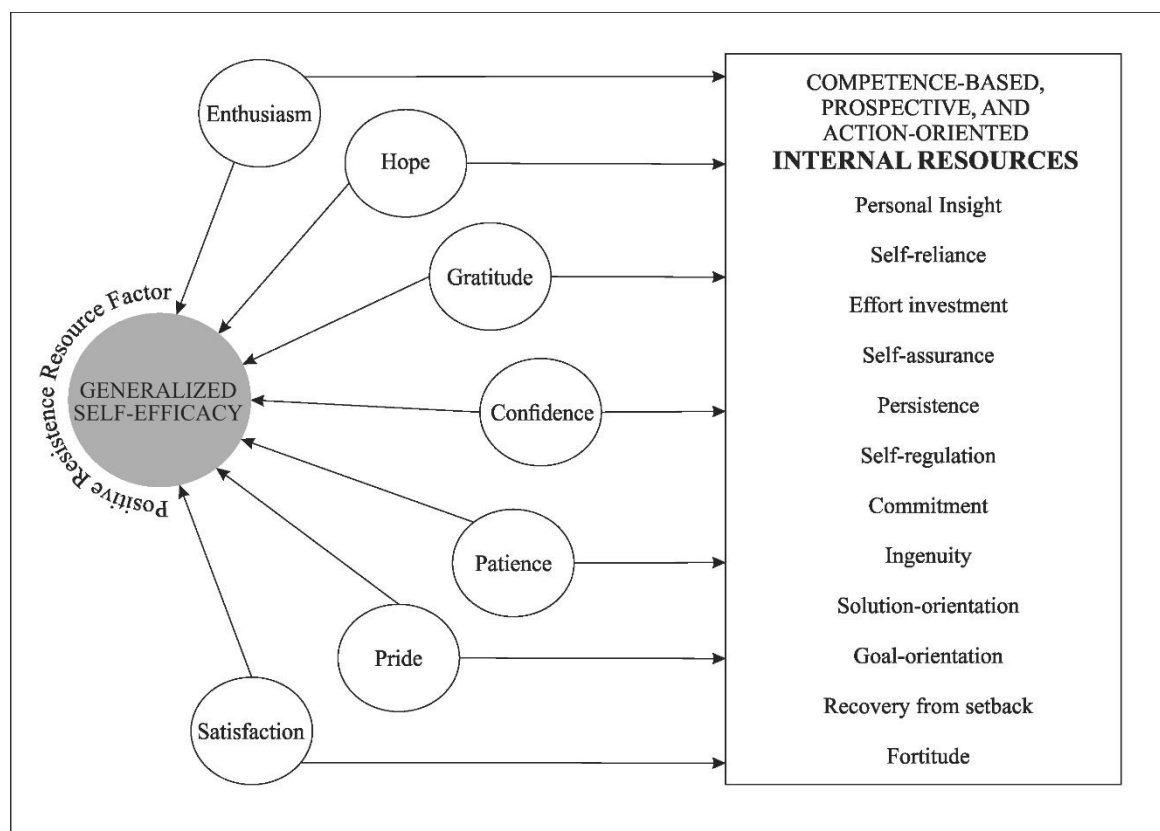 Enthusiasm
Hope
Gratitude
Confidence
Patience
Pride
Satisfaction
Positive Resistence Resource Factor
GENERALIZED
SELF-EFFICACY
COMPETENCE-BASED,
PROSPECTIVE, AND
ACTION-ORIENTED
INTERNAL RESOURCES
Personal Insight
Self-reliance
Effort investment
Self-assurance
Persistence
Self-regulation
Commitment
Ingenuity
Solution-orientation
Goal-orientation
Recovery from setback
Fortitude